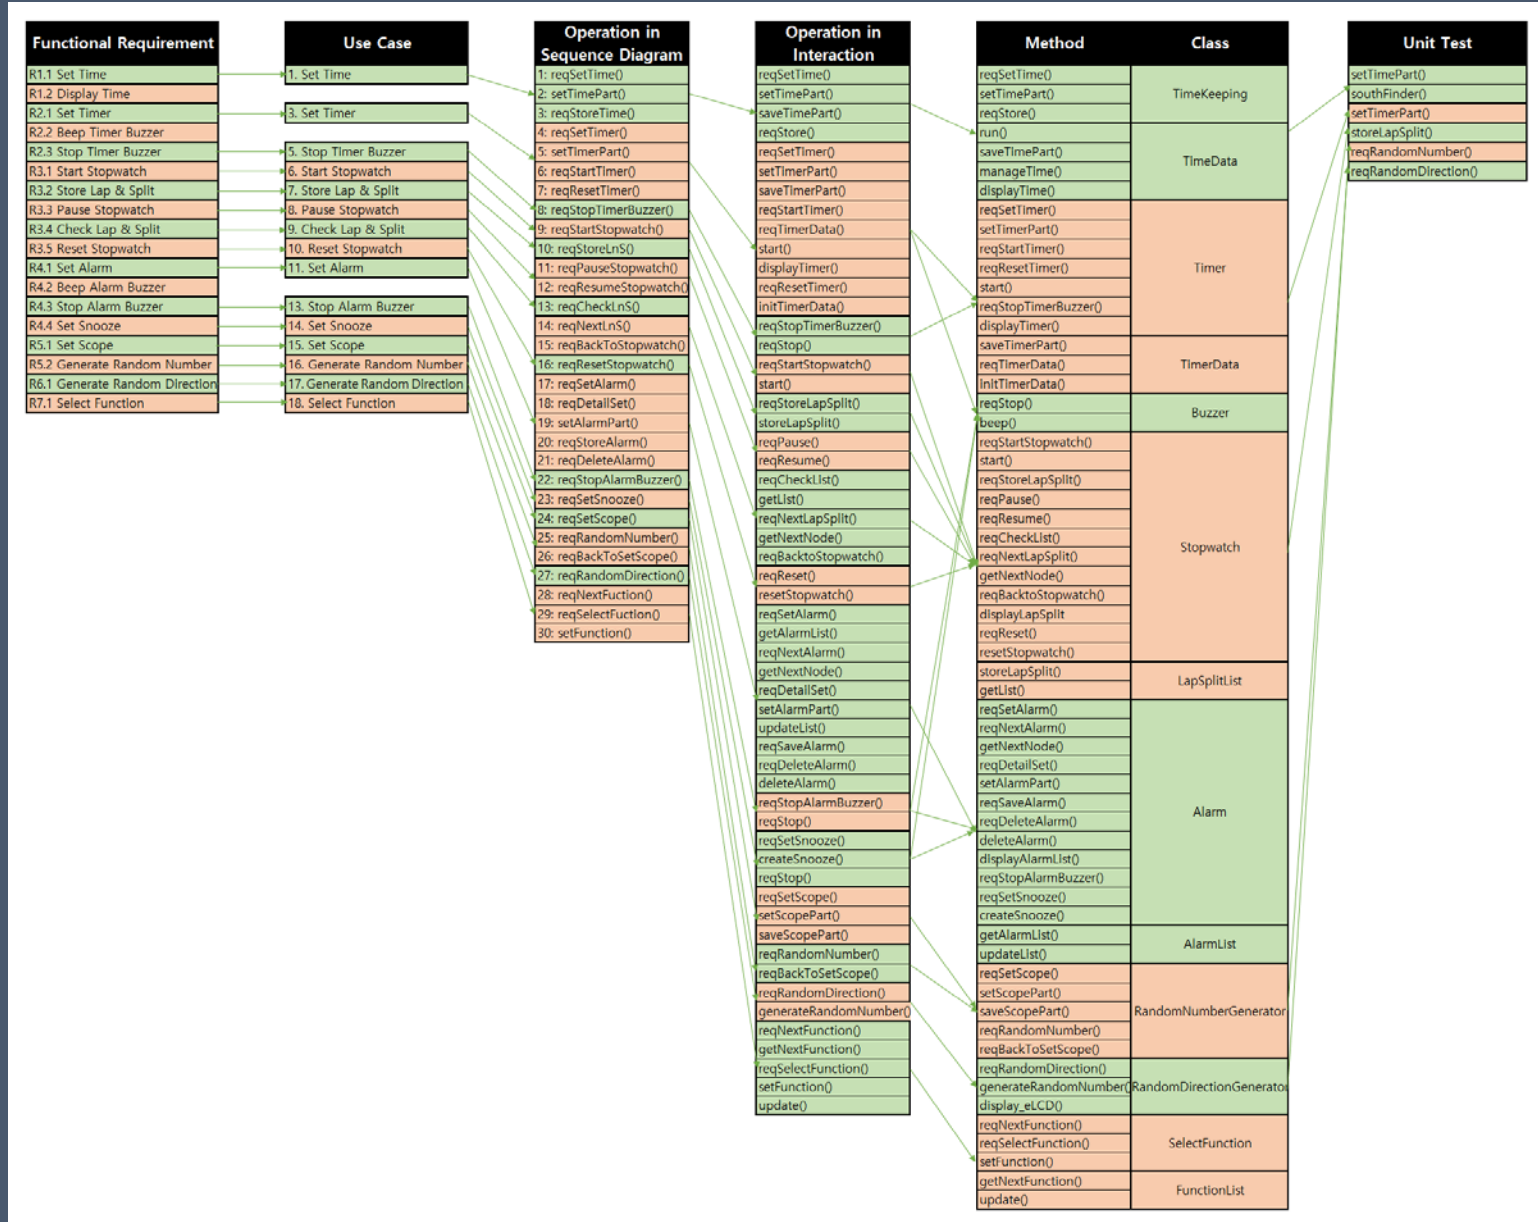 Functional Requirement
R1.1 Set Time
R1.2 Display Time
R2.1 Set Timer
R2.2 Beep Timer Buzzer
R2.3 Stop Timer Buzzer
R3.1 Start Stopwatch
R3.2 Store Lap & Split
R3.3 Pause Stopwatch
R3.4 Check Lap & Split
R3.5 Reset Stopwatch
R4.1 Set Alarm
R4.2 Beep Alarm Buzzer
R4.3 Stop Alarm Buzzer
R4.4 Set Snooze
R5.1 Set Scope
R5.2 Generate Random Number
R6.1 Generate Random Direction
R7.1 Select Function
Use Case
1. Set Time
3. Set Timer
5. Stop Timer Buzzer
6. Start Stopwatch
7. Store Lap & Split
8. Pause Stopwatch
9. Check Lap & Split
10. Reset Stopwatch
11. Set Alarm
13. Stop Alarm Buzzer
14. Set Snooze
15. Set Scope
16. Generate Random Number
17. Generate Random Direction
18. Select Function
Operation in
Sequence Diagram
1: reqSetTime()
2: setTimePart()
3: reqStoreTime()
4: reqSetTimer()
5: setTimerPart()
6: reqStartTimer()
7: reqResetTimer()
8: reqStopTimerBuzzer()
9: reqStartStopwatch()
10: reqStoreLnS()
11: reqPauseStopwatch()
12: reqResumeStopwatch()
13: reqCheckLnS()
14: reqNextLnS()
15: reqBackToStopwatch()
16: reqResetStopwatch()
17: reqSetAlarm()
18: reqDetailSet()
19: setAlarmPart()
20: reqStoreAlarm()
21: reqDeleteAlarm()
22: reqStopAlarmBuzzer()
23: reqSetSnooze()
24: reqSetScope()
25: reqRandomNumber()
26: reqBackToSetScope()
27: reqRandomDirection()
28: reqNextFuction()
29: reqSelectFuction()
30: setFunction()
Operation in
Interaction
reqSetTime()
setTimePart()
saveTimePart()
reqStore()
reqSetTimer()
setTimerPart()
saveTimerPart()
reqStartTimer()
reqTimerData()
start()
displayTimer()
reqResetTimer()
initTimerData()
reqStopTimerBuzzer()
reqStop()
reqStartStopwatch()
start()
reqStoreLapSplit()
storeLapSplit()
reqPause()
reqResume()
reqCheckList()
getList()
reqNextLapSplit()
getNextNode()
reqBacktoStopwatch()
reqReset()
resetStopwatch()
reqSetAlarm()
getAlarmList()
reqNextAlarm()
getNextNode()
reqDetailSet()
setAlarmPart()
updateList()
reqSaveAlarm()
reqDeleteAlarm()
deleteAlarm()
reqStopAlarmBuzzer()
reqStop()
reqSetSnooze()
createSnooze()
reqStop()
reqSetScope()
setScopePart()
saveScopePart()
reqRandomNumber()
reqBackToSetScope()
reqRandomDirection()
generateRandomNumber()
reqNextFunction()
getNextFunction()
reqSelectFunction()
setFunction()
update()
Method
reqSetTime()
setTimePart()
reqStore()
run()
saveTimePart()
manageTime()
displayTime()
reqSetTimer()
setTimerPart()
reqStartTimer()
reqResetTimer()
start()
reqStopTimerBuzzer()
displayTimer()
saveTimerPart()
reqTimerData()
initTimerData()
reqStop()
beep()
reqStartStopwatch()
start()
reqStoreLapSplit()
reqPause()
reqResume()
reqCheckList()
reqNextLapSplit()
getNextNode()
reqBacktoStopwatch()
displayLapSplit
reqReset()
resetStopwatch()
storeLapSplit()
getList()
reqSetAlarm()
reqNextAlarm()
getNextNode()
reqDetailSet()
setAlarmPart()
reqSaveAlarm()
reqDeleteAlarm()
deleteAlarm()
displayAlarmList()
reqStopAlarmBuzzer()
reqSetSnooze()
createSnooze()
getAlarmList()
updateList()
reqSetScope()
setScopePart()
saveScopePart()
reqRandomNumber()
reqBackToSetScope()
reqRandomDirection()
generateRandomNumber()
display_eLCD()
reqNextFunction()
reqSelectFunction()
setFunction()
getNextFunction()
update()
Class
TimeKeeping
TimeData
Timer
TimerData
Buzzer
Stopwatch
LapSplitList
Alarm
AlarmList
RandomNumberGenerator
RandomDirectionGenerator
SelectFunction
FunctionList
Unit Test
setTimePart()
southFinder()
setTimerPart()
storeLapSplit()
reqRandomNumber()
reqRandomDirection()